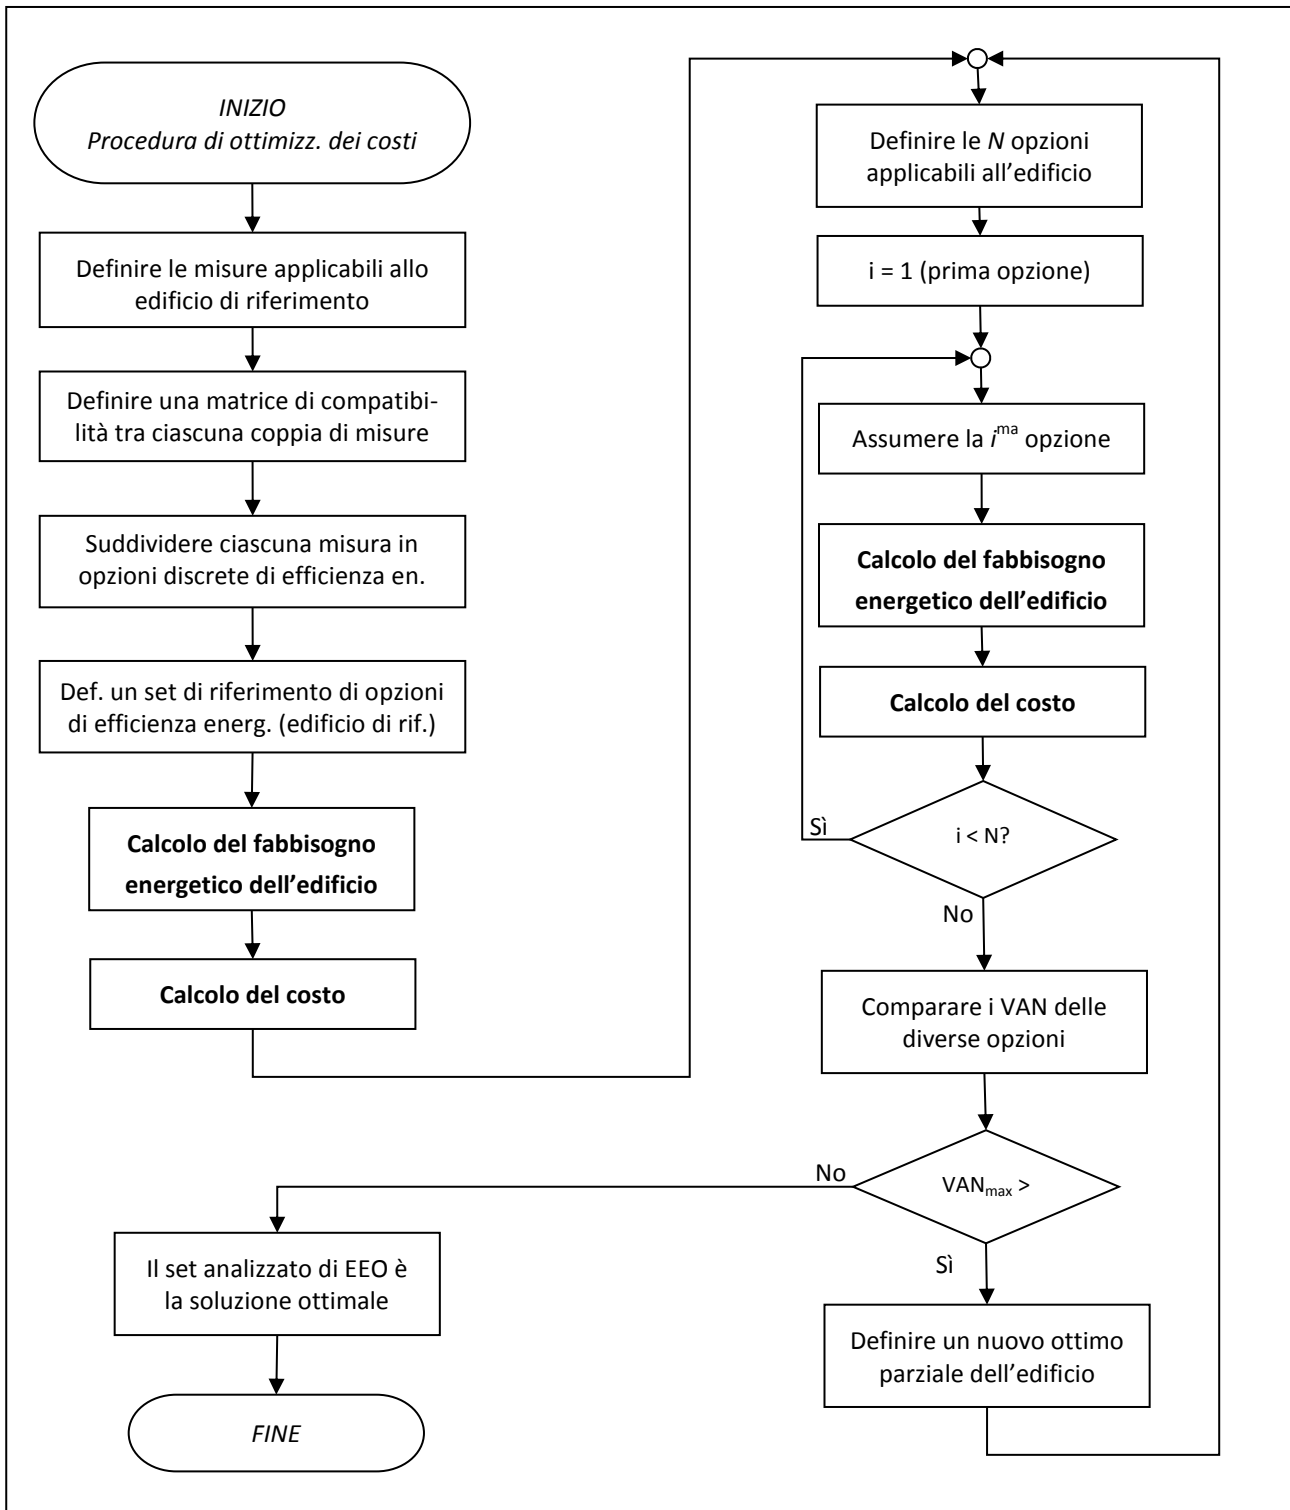 INIZIO
Procedura di ottimizz. dei costi
Definire le misure applicabili allo
edificio di riferimento
Definire una matrice di compatibi-
lità tra ciascuna coppia di misure
Suddividere ciascuna misura in
opzioni discrete di efficienza en.
Def. un set di riferimento di opzioni
di efficienza energ. (edificio di rif.)
Calcolo del fabbisogno
energetico dell’edificio
Calcolo del costo
Definire le N opzioni
applicabili all’edificio
i = 1 (prima opzione)
Assumere la i^ma opzione
Calcolo del fabbisogno
energetico dell’edificio
Calcolo del costo
i < N?
Sì
No
Comparare i VAN delle
diverse opzioni
VANmax >
No
Sì
Definire un nuovo ottimo
parziale dell’edificio
Il set analizzato di EEO è
la soluzione ottimale
FINE